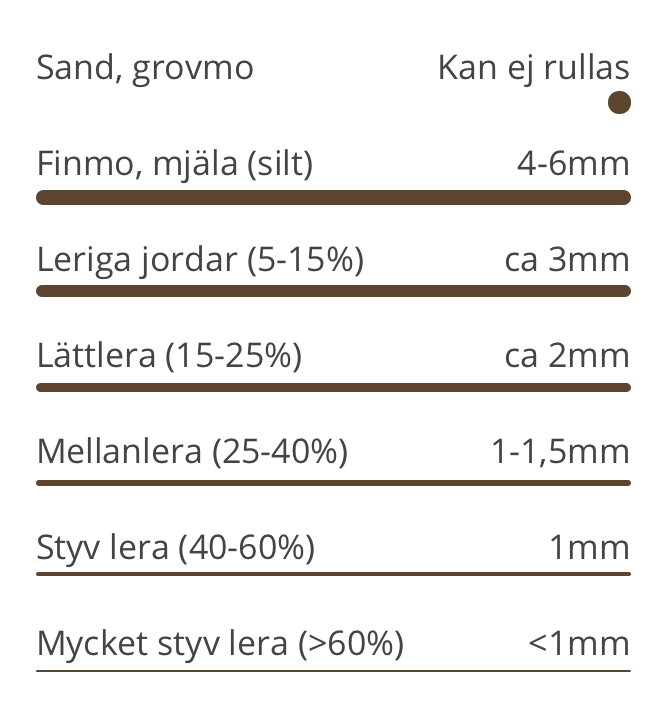 Sand, grovmo Kan ej rullas
Finmo, mjäla (silt) 4-6mm
Leriga jordar (5-15%) ca 3mm
Lättlera (15-25%) ca 2mm
Mellanlera (25-40%) 1-1,5mm
Styv lera (40-60%) 1mm
Mycket styv lera (>60%) <1mm